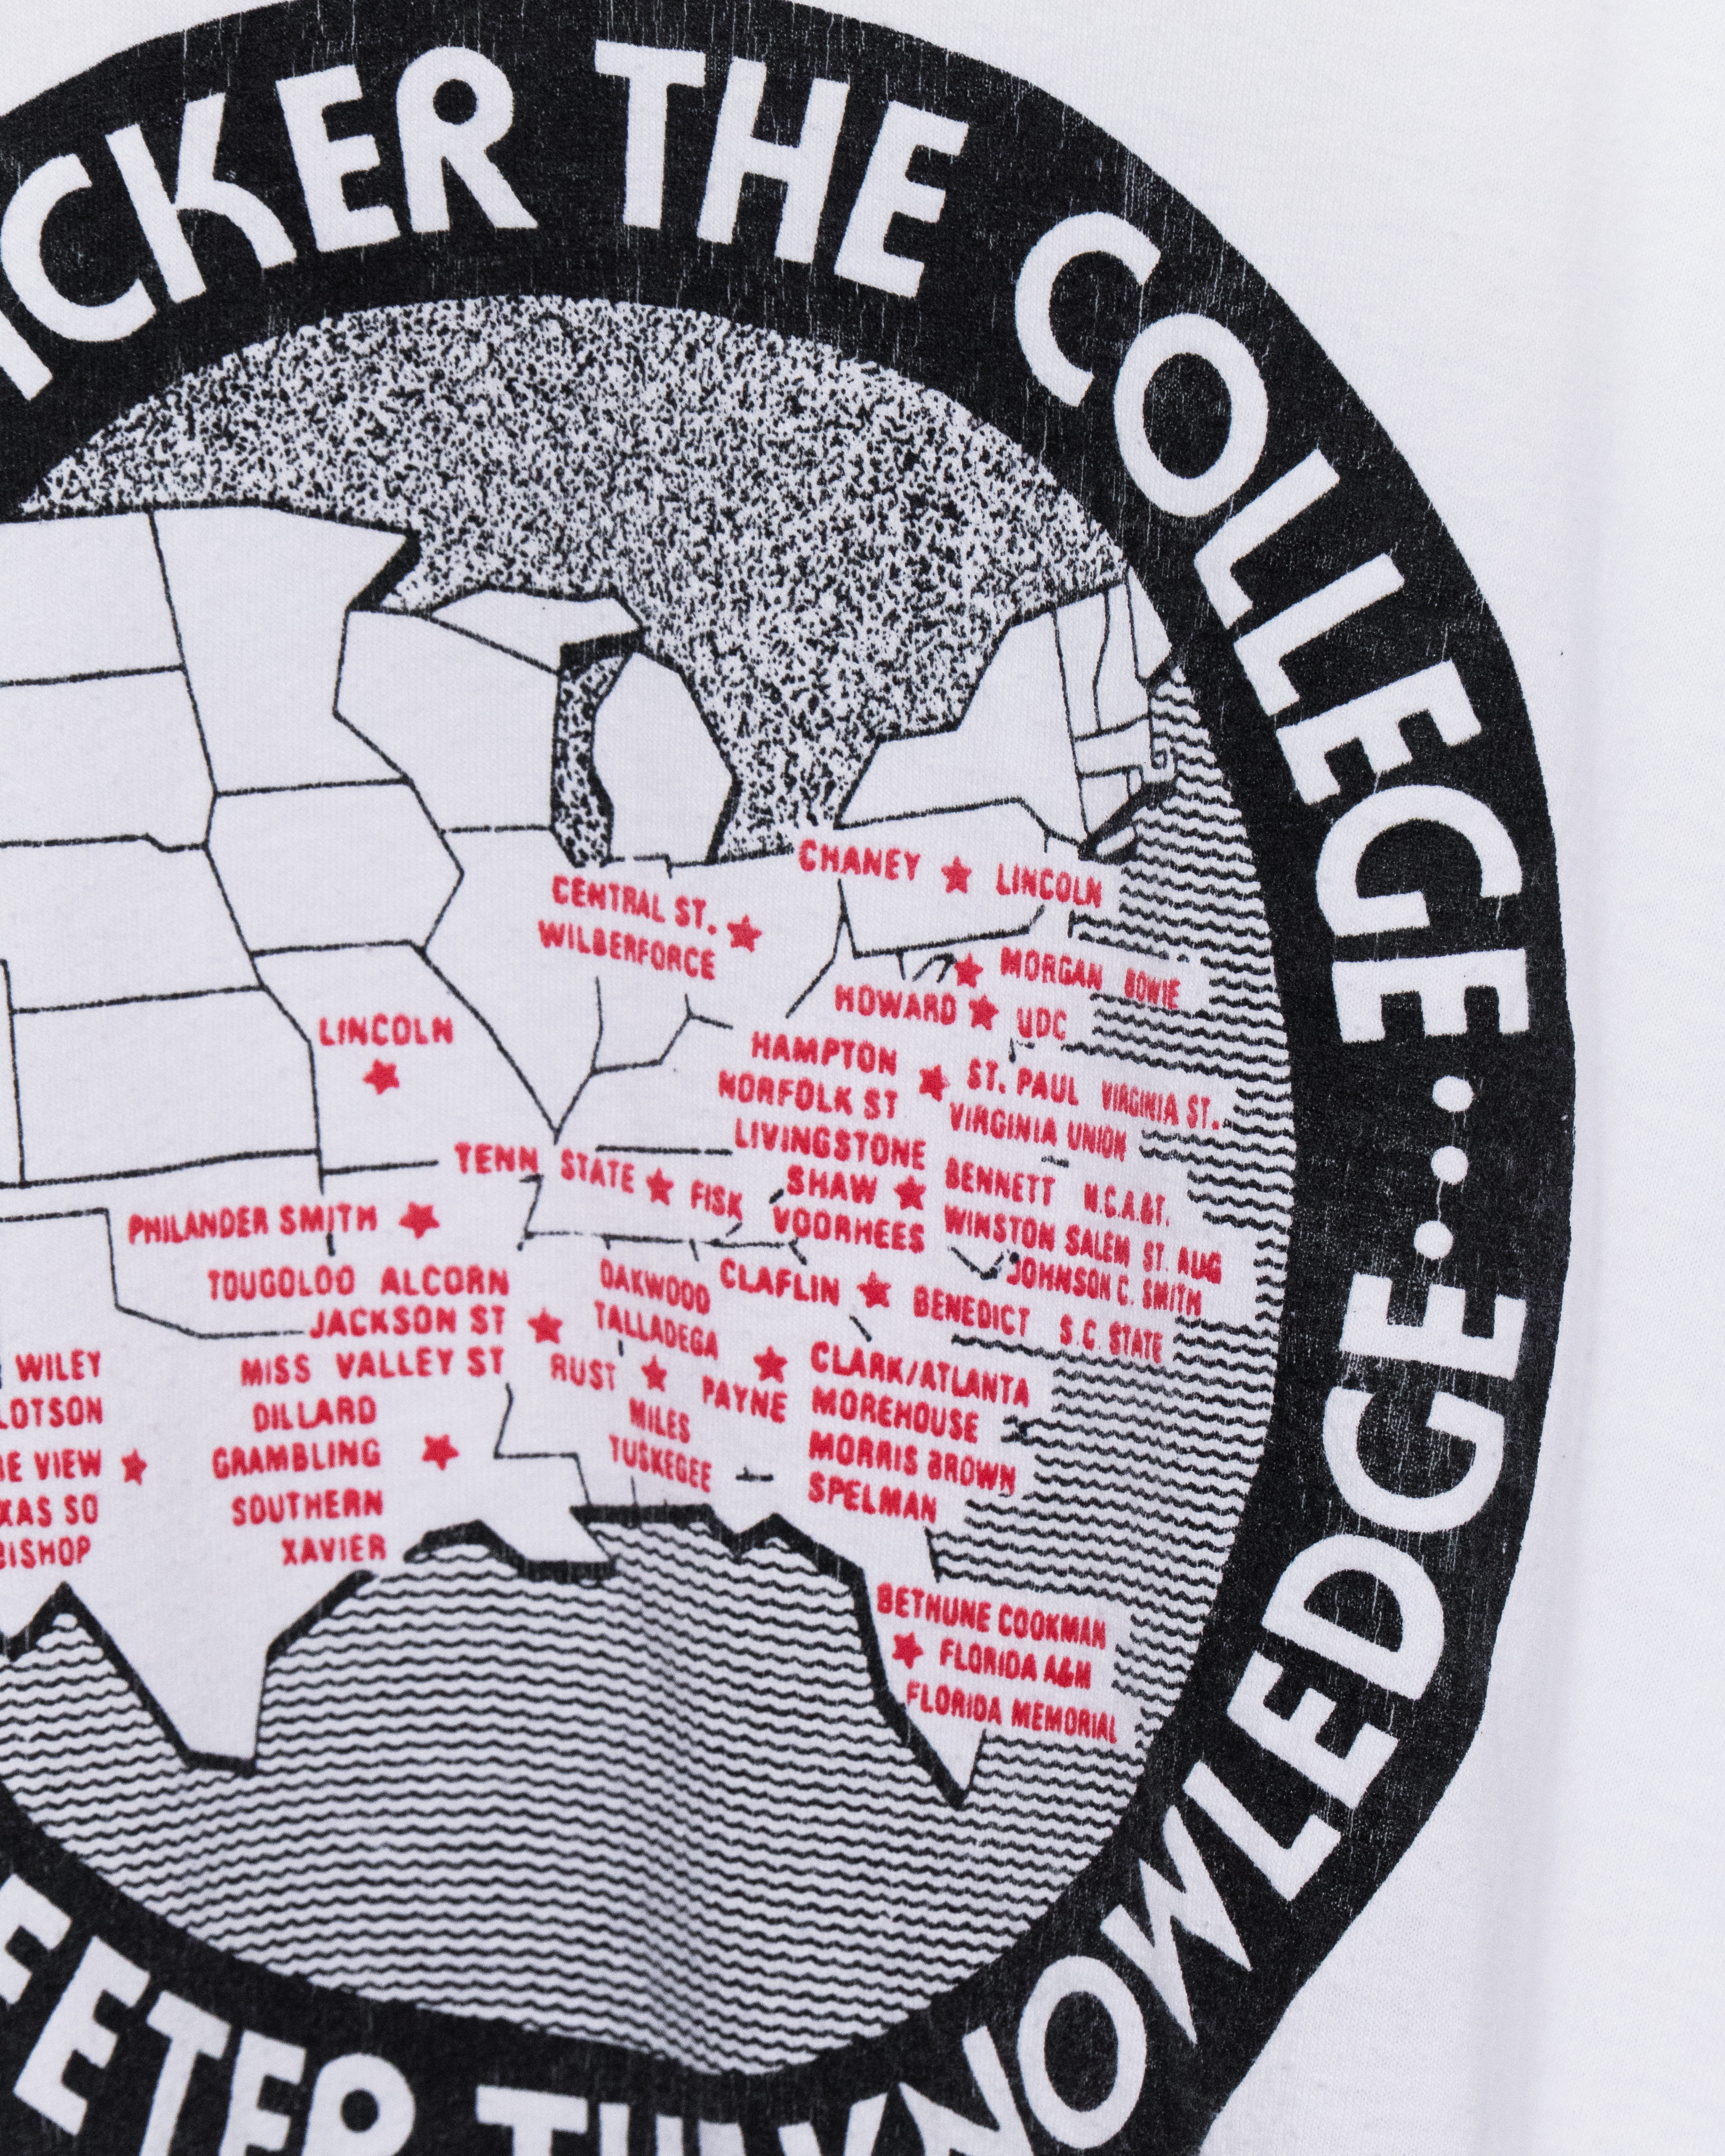 ICKER THE COLLEGE...
CHANEY ★ LINCOLN
CENTRAL ST. ★
WILBERFORCE
★ MORGAN BOWIE
HOWARD ★ UDC
LINCOLN
★
HAMPTON
NORFOLK ST
★ ST. PAUL VIRGINIA ST.
VIRGINIA UNION
LIVINGSTONE
SHAW ★
VOORHEES
BENNETT N.C.A&T.
WINSTON SALEM ST. AUG
JOHNSON C. SMITH
TENN STATE ★ FISK
PHILANDER SMITH ★
TOUGOLOO ALCORN
JACKSON ST ★
MISS VALLEY ST RUST
OAKWOOD
TALLADEGA
★
MILES
TUSKEGEE
CLAFLIN ★ BENEDICT S.C. STATE
★ CLARK/ATLANTA
PAYNE MOREHOUSE
MORRIS BROWN
SPELMAN
WILEY
LOTSON
IE VIEW ★
XAS SO
BISHOP
DILLARD
GRAMBLING ★
SOUTHERN
XAVIER
BETHUNE COOKMAN
★ FLORIDA A&M
FLORIDA MEMORIAL
KNOWLEDGE